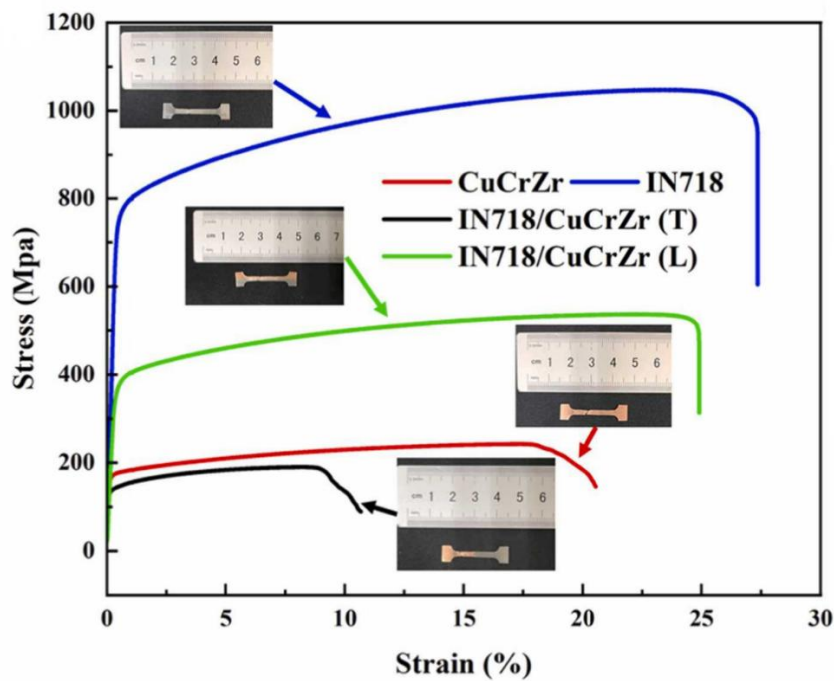 1200
1000
800
600
400
200
0
Stress (Mpa)
cm 1 2 3 4 5 6
CuCrZr IN718
IN718/CuCrZr (T)
IN718/CuCrZr (L)
cm 1 2 3 4 5 6 7
cm 1 2 3 4 5 6
cm 1 2 3 4 5 6
0 5 10 15 20 25 30
Strain (%)